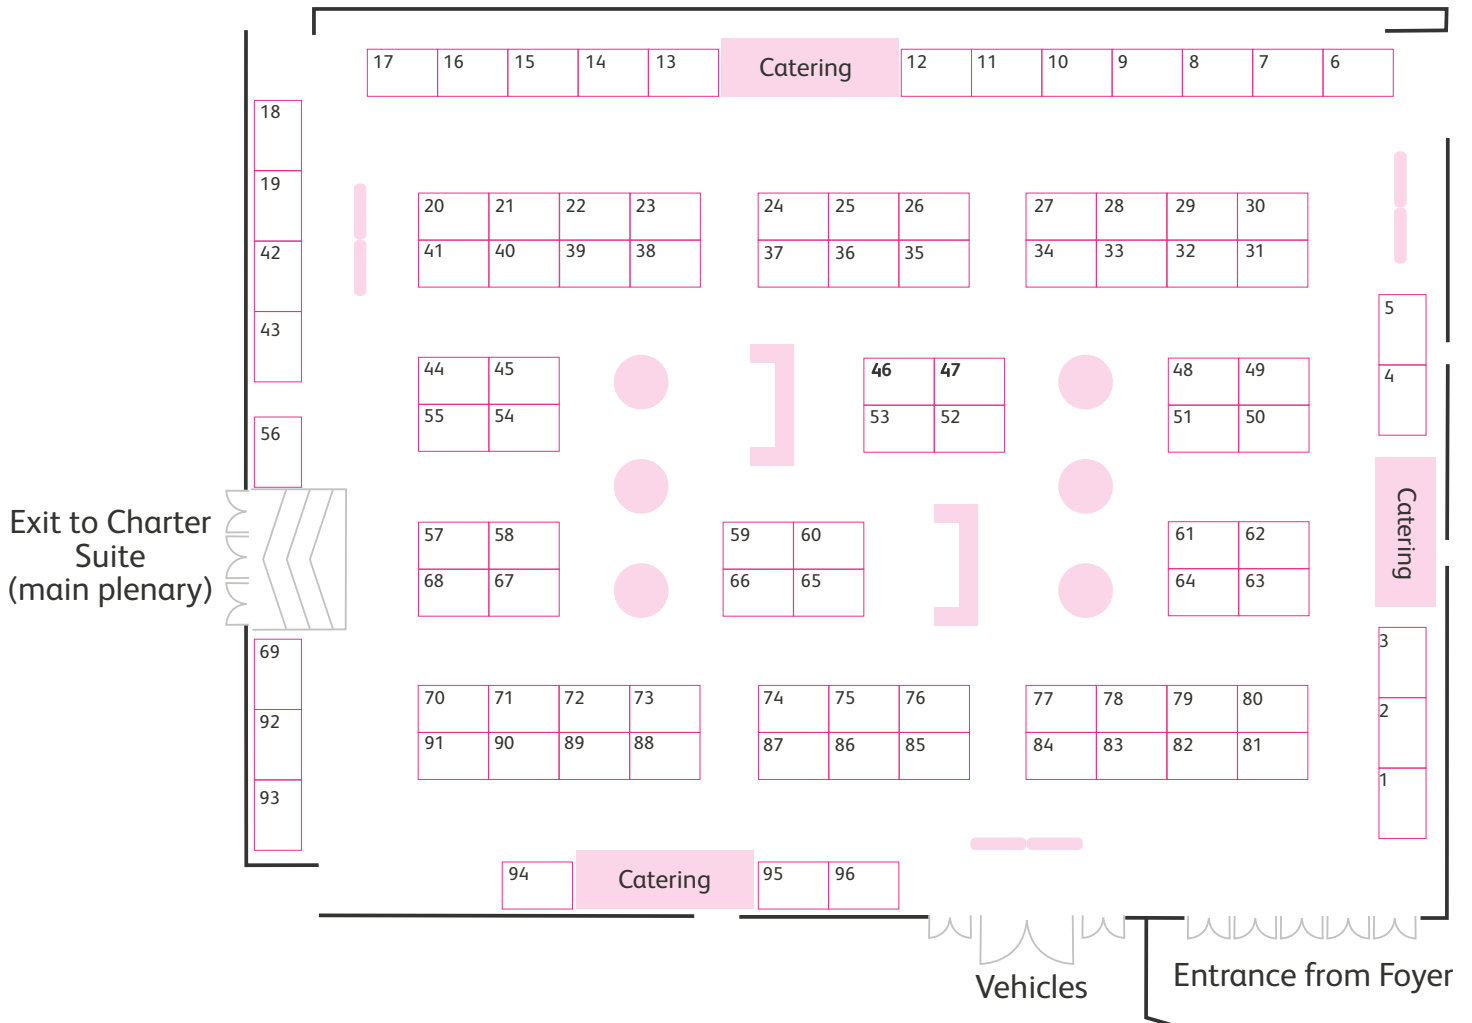 17 16 15 14 13 Catering 12 11 10 9 8 7 6
18
19
20 21 22 23 24 25 26 27 28 29 30
42 41 40 39 38 37 36 35 34 33 32 31
43
5
44 45 46 47 48 49
4
55 54 53 52 51 50
56
Catering
Exit to Charter
Suite
(main plenary)
57 58 59 60 61 62
68 67 66 65 64 63
69
3
70 71 72 73 74 75 76 77 78 79 80
92
2
91 90 89 88 87 86 85 84 83 82 81
93
1
94 Catering 95 96
Vehicles
Entrance from Foyer